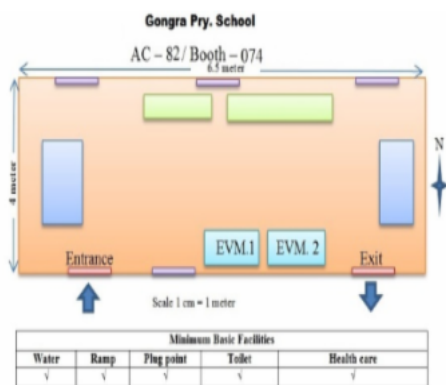 Gongra Pry. School
AC – 82/ Booth – 074
6.5 meter
4 meter
N
EVM.1 EVM. 2
Entrance Exit
Scale 1 cm = 1 meter
Minimum Basic Facilities
Water Ramp Plug point Toilet Health care
√ √ √ √ √